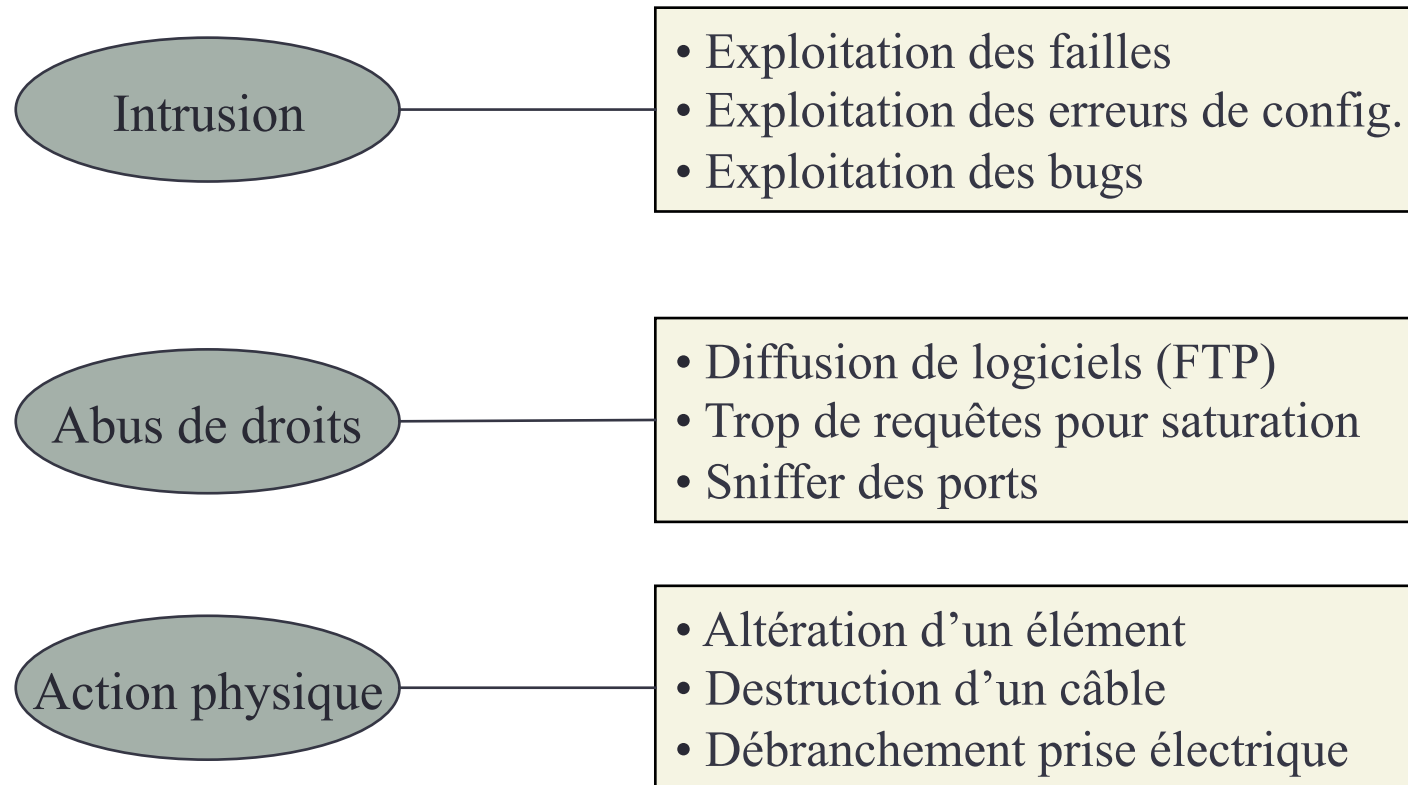 Intrusion
• Exploitation des failles
• Exploitation des erreurs de config.
• Exploitation des bugs
Abus de droits
• Diffusion de logiciels (FTP)
• Trop de requêtes pour saturation
• Sniffer des ports
Action physique
• Altération d’un élément
• Destruction d’un câble
• Débranchement prise électrique